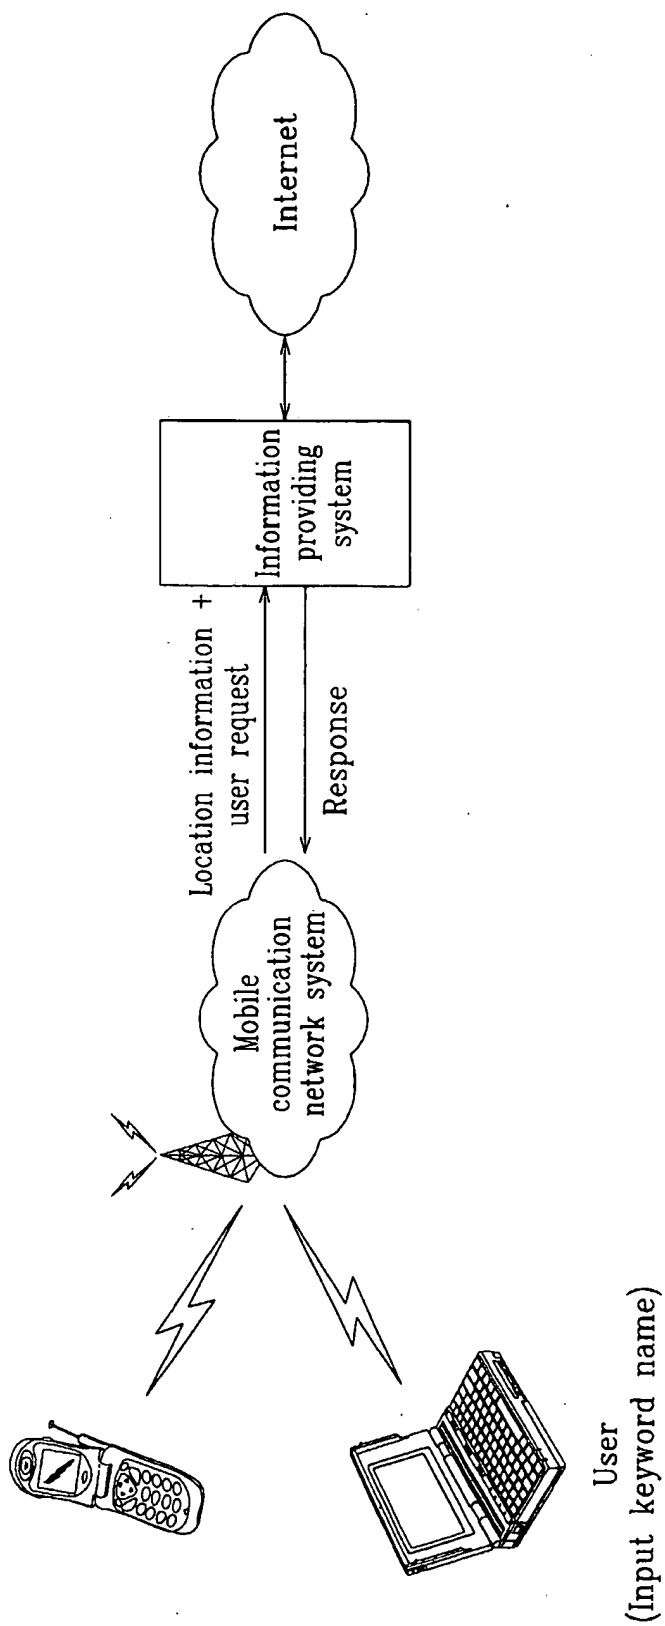 User
(Input keyword name)
Mobile
communication
network system
Location information +
user request
Response
Information
providing
system
Internet